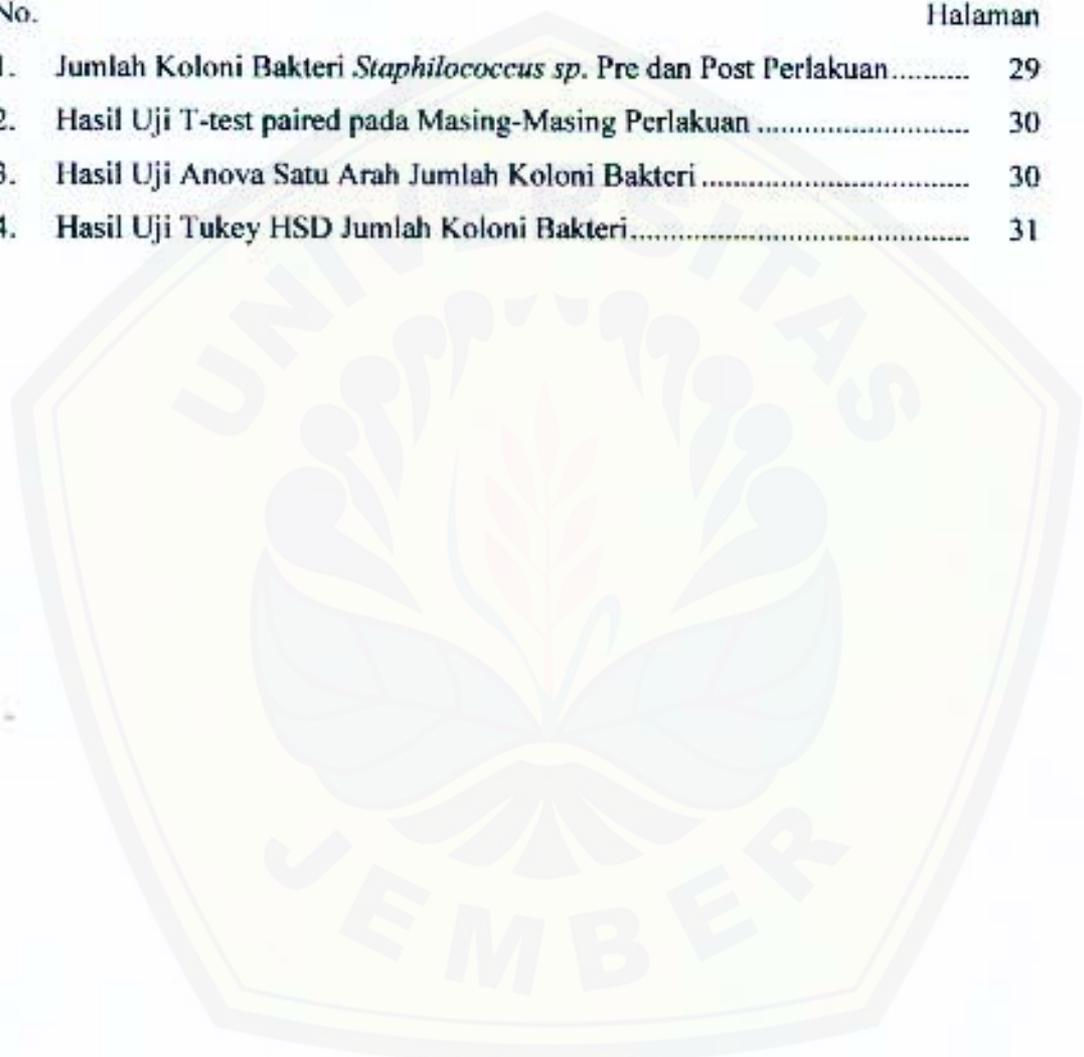 No. Halaman
1. Jumlah Koloni Bakteri Staphilococcus sp. Pre dan Post Perlakuan.......... 29
2. Hasil Uji T-test paired pada Masing-Masing Perlakuan ............................ 30
3. Hasil Uji Anova Satu Arah Jumlah Koloni Bakteri .................................. 30
4. Hasil Uji Tukey HSD Jumlah Koloni Bakteri............................................ 31
UNIVERSITAS
JEMBER